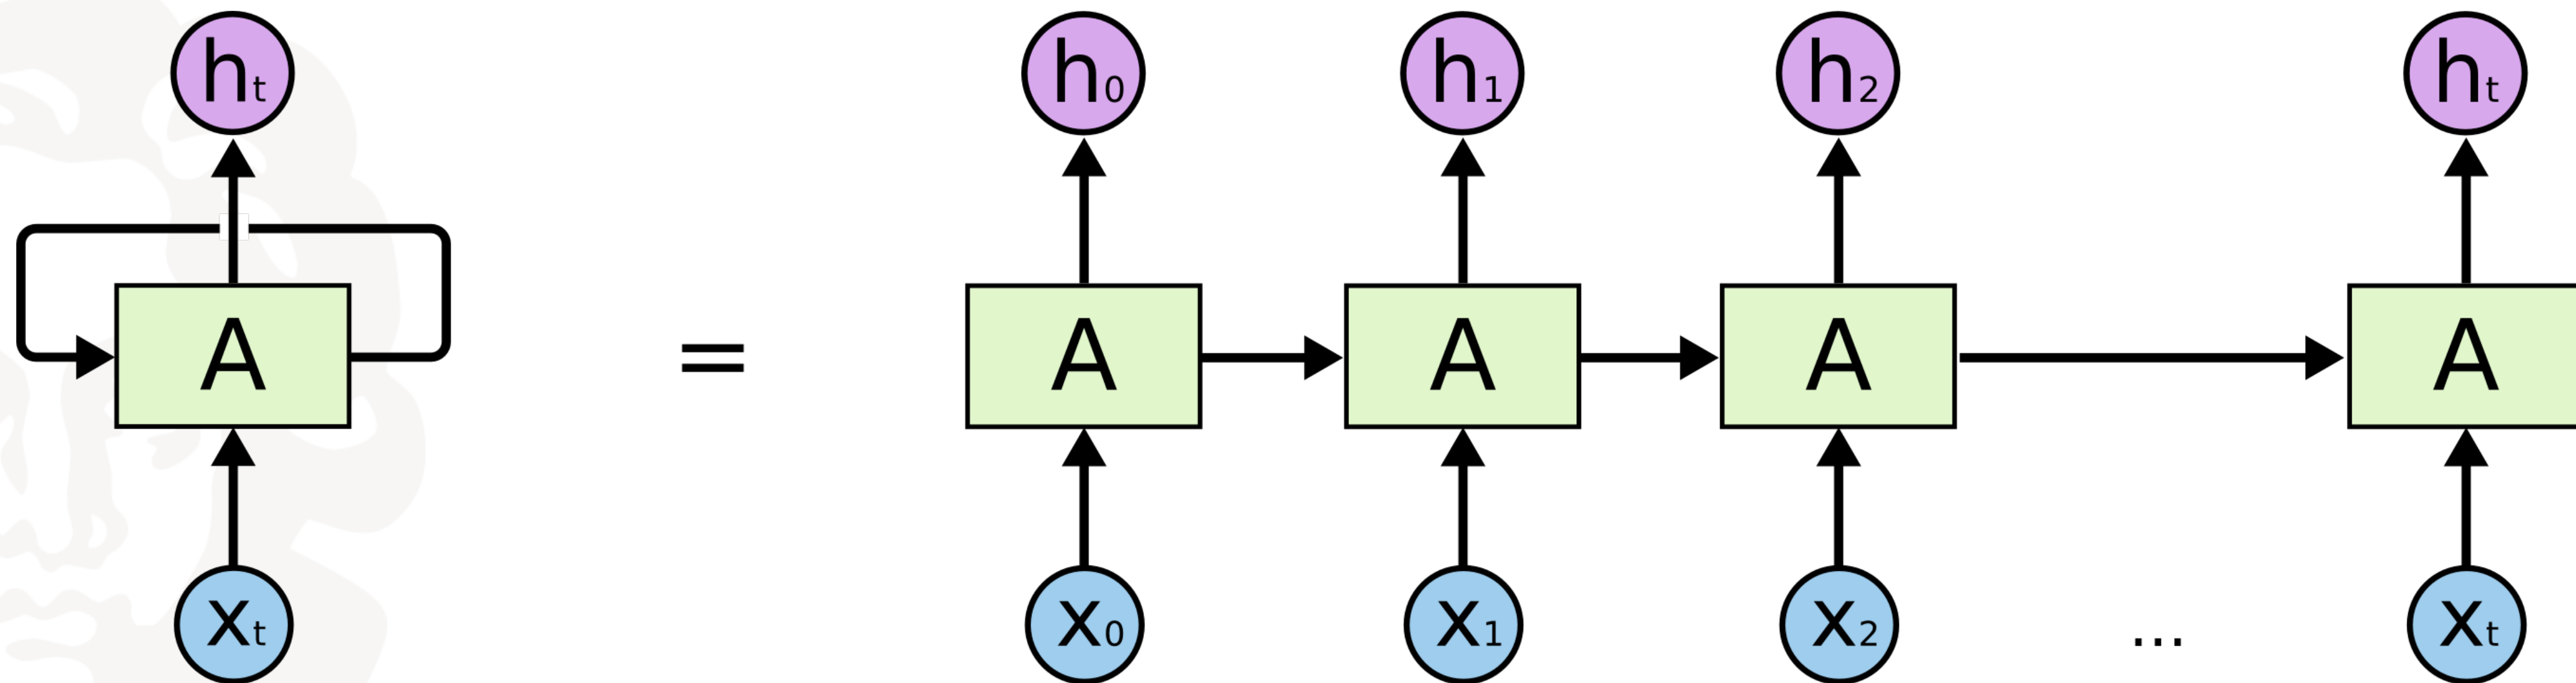 ht h0 h1 h2 ht
A = A A A A
xt x0 x1 x2 ... xt